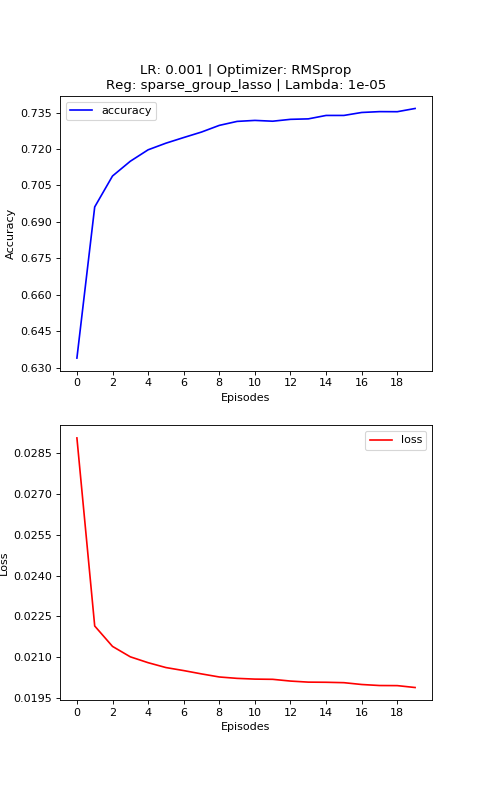 LR: 0.001 | Optimizer: RMSprop
Reg: sparse_group_lasso | Lambda: 1e-05
accuracy
0.735
0.720
0.705
0.690
0.675
0.660
0.645
0.630
Accuracy
0 2 4 6 8 10 12 14 16 18
Episodes
loss
0.0285
0.0270
0.0255
0.0240
0.0225
0.0210
0.0195
Loss
0 2 4 6 8 10 12 14 16 18
Episodes